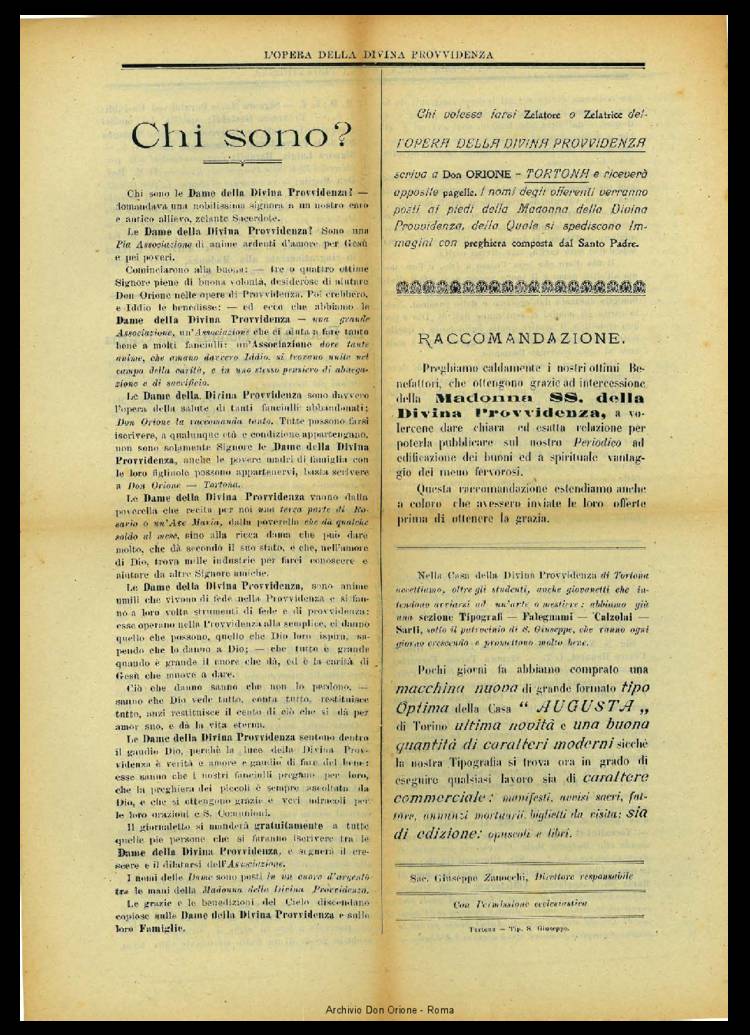 L'OPERA DELLA DIVINA PROVVIDENZA
Chi sono?
Chi sono le Dame della Divina Provvidenza? —
domandava una nobilissima signora a un nostro caro
e antico allievo, zelante Sacerdote.
Le Dame della Divina Provvidenza? Sono una
Pia Associazione di anime ardenti d'amore per Gesù
e pei poveri.
Cominciarono alla buona: — tre o quattro ottime
Signore piene di buona volontà, desiderose di aiutare
Don Orione nelle opere di Provvidenza. Poi crebbero,
e Iddio le benedisse: — ed ecco che abbiamo le
Dame della Divina Provvidenza — una grande
Associazione, un'Associazione che ci aiuta a fare tanto
bene a molti fanciulli: un'Associazione dove tante
anime, che amano davvero Iddio, si trovano unite nel
campo della carità, e in uno stesso pensiero di abnega-
zione e di sacrificio.
Le Dame della Divina Provvidenza sono davvero
l'opera della salute di tanti fanciulli abbandonati;
Don Orione la raccomanda tanto. Tutte possono farsi
iscrivere, a qualunque età e condizione appartengano,
non sono solamente Signore le Dame della Divina
Provvidenza, anche le povere madri di famiglia con
le loro figliuole possono appartenervi, basta scrivere
a Don Orione — Tortona.
Le Dame della Divina Provvidenza vanno dalla
poverella che recita per noi una terza parte di Ro-
sario o un'Ave Maria, dalla poverella che dà qualche
soldo al mese, sino alla ricca dama che può dare
molto, che dà secondo il suo stato, e che, nell'amore
di Dio, trova mille industrie per farci conoscere e
aiutare da altre Signore amiche.
Le Dame della Divina Provvidenza, sono anime
umili che vivono di fede nella Provvidenza e si fan-
no a loro volta strumenti di fede e di provvidenza:
esse operano nella Provvidenza alla semplice, ci danno
quello che possono, quello che Dio loro ispira, sa-
pendo che lo danno a Dio; — che tutto è grande
quando è grande il cuore che dà, ed è la carità di
Gesù che muove a dare.
Ciò che danno sanno che non lo perdono, —
sanno che Dio vede tutto, conta tutto, restituisce
tutto, anzi restituisce il cento di ciò che si dà per
amor suo, e dà la vita eterna.
Le Dame della Divina Provvidenza sentono dentro
il gaudio Dio, perchè la luce della Divina Prov-
videnza è verità e amore e gaudio di fare del bene:
esse sanno che i nostri fanciulli pregano per loro,
che la preghiera dei piccoli è sempre ascoltata da
Dio, e che si ottengono grazie e veri miracoli per
le loro orazioni e S. Comunioni.
Il giornaletto si manderà gratuitamente a tutte
quelle pie persone che si faranno iscrivere tra le
Dame della Divina Provvidenza, e segnerà il cre-
scere e il dilatarsi dell'Associazione.
I nomi delle Dame sono posti in un cuore d'argento
tra le mani della Madonna della Divina Provvidenza.
Le grazie e le benedizioni del Cielo discendano
copiose sulle Dame della Divina Provvidenza e sulle
loro Famiglie.
Chi volesse farsi Zelatore o Zelatrice del-
l'OPERA DELLA DIVINA PROVVIDENZA
scriva a Don ORIONE - TORTONA e riceverà
apposite pagelle. I nomi degli offerenti verranno
posti ai piedi della Madonna della Divina
Provvidenza, della Quale si spediscono Im-
magini con preghiera composta dal Santo Padre.
RACCOMANDAZIONE.
Preghiamo caldamente i nostri ottimi Be-
nefattori, che ottengono grazie ad intercessione
della Madonna SS. della
Divina Provvidenza, a vo-
lercene dare chiara ed esatta relazione per
poterla pubblicare sul nostro Periodico ad
edificazione dei buoni ed a spirituale vantag-
gio dei meno fervorosi.
Questa raccomandazione estendiamo anche
a coloro che avessero inviate le loro offerte
prima di ottenere la grazia.
Nella Casa della Divina Provvidenza di Tortona
accettiamo, oltre gli studenti, anche giovanetti che in-
tendono avviarsi ad un'arte o mestiere: abbiamo già
una sezione Tipografi — Falegnami — Calzolai —
Sarti, sotto il patrocinio di S. Giuseppe, che vanno ogni
giorno crescendo e promettono molto bene.
Pochi giorni fa abbiamo comprato una
macchina nuova di grande formato tipo
Optima della Casa “ AUGUSTA „
di Torino ultima novità e una buona
quantità di caratteri moderni sicchè
la nostra Tipografia si trova ora in grado di
eseguire qualsiasi lavoro sia di carattere
commerciale: manifesti, avvisi sacri, fat-
ture, annunzi mortuarii, biglietti da visita; sia
di edizione: opuscoli e libri.
Sac. Giuseppe Zanocchi, Direttore responsabile
Con Permissione ecclesiastica
Tortona — Tip. S. Giuseppe.
Archivio Don Orione - Roma